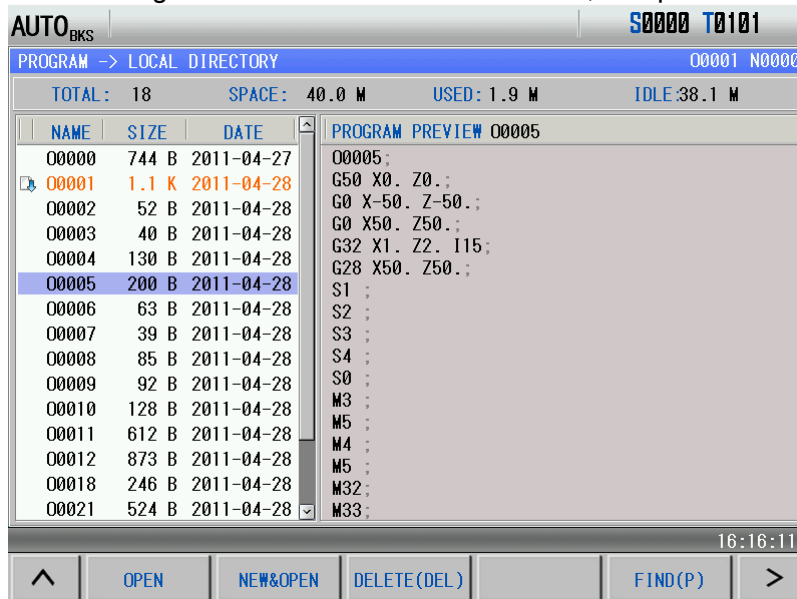 AUTO BKS S0000 T0101
PROGRAM -> LOCAL DIRECTORY O0001 N0000
TOTAL: 18 SPACE: 40.0 M USED: 1.9 M IDLE:38.1 M
NAME SIZE DATE
O0000 744 B 2011-04-27
O0001 1.1 K 2011-04-28
O0002 52 B 2011-04-28
O0003 40 B 2011-04-28
O0004 130 B 2011-04-28
O0005 200 B 2011-04-28
O0006 63 B 2011-04-28
O0007 39 B 2011-04-28
O0008 85 B 2011-04-28
O0009 92 B 2011-04-28
O0010 128 B 2011-04-28
O0011 612 B 2011-04-28
O0012 873 B 2011-04-28
O0018 246 B 2011-04-28
O0021 524 B 2011-04-28
PROGRAM PREVIEW O0005
O0005;
G50 X0. Z0.;
G0 X-50. Z-50.;
G0 X50. Z50.;
G32 X1. Z2. I15;
G28 X50. Z50.;
S1 ;
S2 ;
S3 ;
S4 ;
S0 ;
M3 ;
M5 ;
M4 ;
M5 ;
M32;
M33;
16:16:11
OPEN NEW&OPEN DELETE(DEL) FIND(P) >